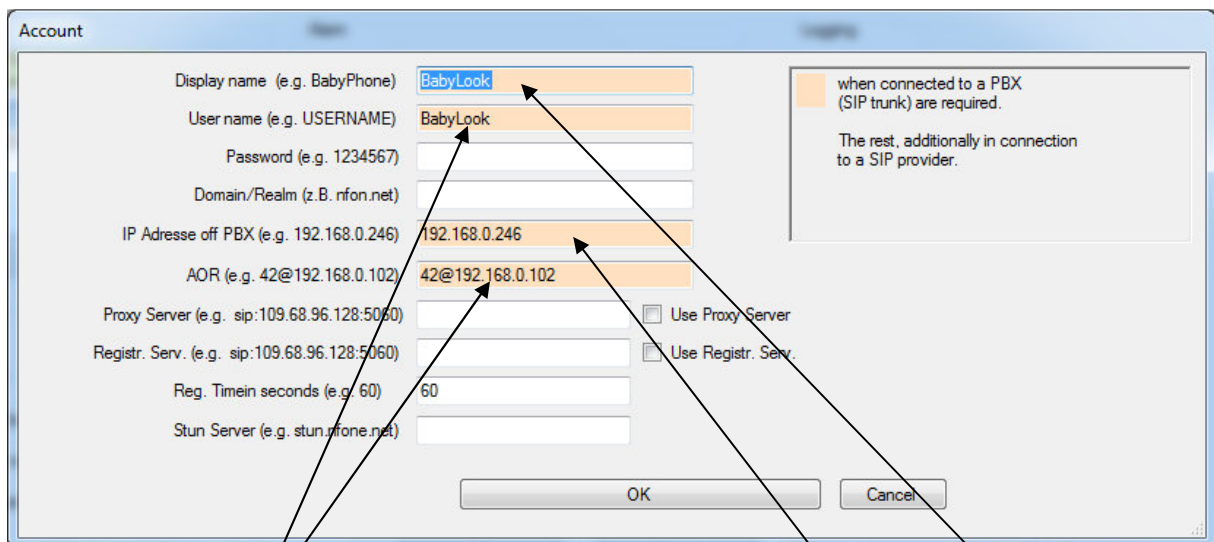 Account
Display name (e.g. BabyPhone) BabyLook
User name (e.g. USERNAME) BabyLook
Password (e.g. 1234567)
Domain/Realm (z.B. nfon.net)
IP Adresse off PBX (e.g. 192.168.0.246) 192.168.0.246
AOR (e.g. 42@192.168.0.102) 42@192.168.0.102
Proxy Server (e.g. sip:109.68.96.128:5060) Use Proxy Server
Registr. Serv. (e.g. sip:109.68.96.128:5060) Use Registr. Serv.
Reg. Timein seconds (e.g. 60) 60
Stun Server (e.g. stun.nfone.net)
when connected to a PBX
(SIP trunk) are required.
The rest, additionally in connection
to a SIP provider.
OK Cancel